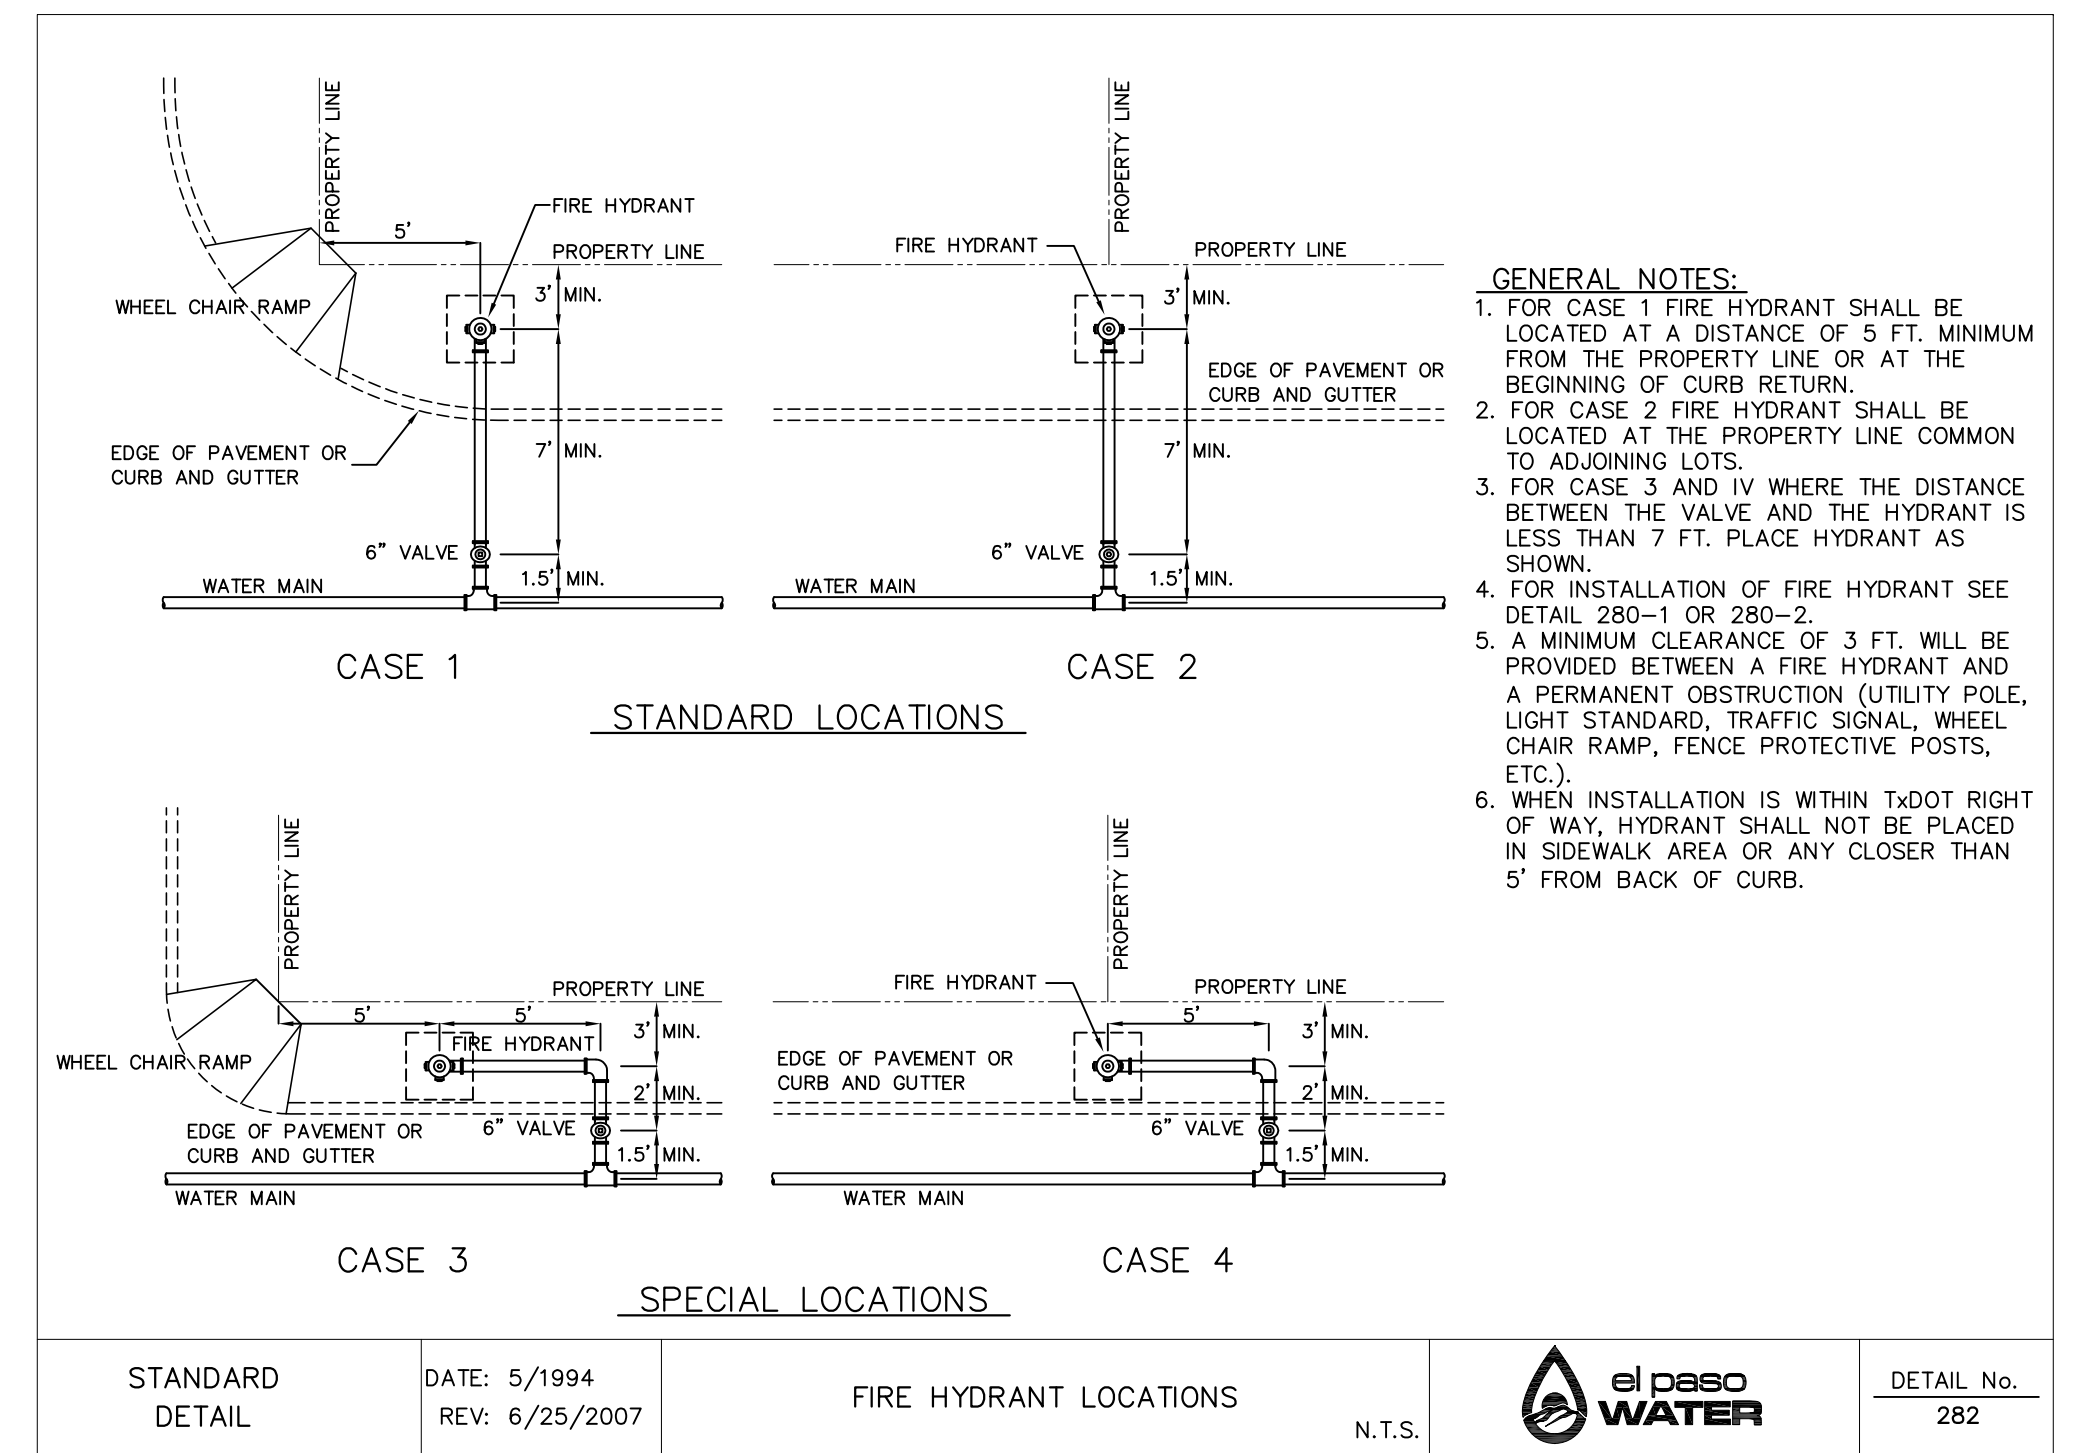 PROPERTY LINE
FIRE HYDRANT
5'
PROPERTY LINE
3' MIN.
WHEEL CHAIR RAMP
EDGE OF PAVEMENT OR
CURB AND GUTTER
7' MIN.
6" VALVE
1.5' MIN.
WATER MAIN
CASE 1
PROPERTY LINE
FIRE HYDRANT
PROPERTY LINE
3' MIN.
EDGE OF PAVEMENT OR
CURB AND GUTTER
7' MIN.
6" VALVE
1.5' MIN.
WATER MAIN
CASE 2
STANDARD LOCATIONS
PROPERTY LINE
PROPERTY LINE
5'
5'
3' MIN.
FIRE HYDRANT
WHEEL CHAIR RAMP
2' MIN.
EDGE OF PAVEMENT OR
CURB AND GUTTER
6" VALVE
1.5' MIN.
WATER MAIN
CASE 3
PROPERTY LINE
FIRE HYDRANT
PROPERTY LINE
5'
3' MIN.
EDGE OF PAVEMENT OR
CURB AND GUTTER
2' MIN.
6" VALVE
1.5' MIN.
WATER MAIN
CASE 4
SPECIAL LOCATIONS
GENERAL NOTES:
1. FOR CASE 1 FIRE HYDRANT SHALL BE
LOCATED AT A DISTANCE OF 5 FT. MINIMUM
FROM THE PROPERTY LINE OR AT THE
BEGINNING OF CURB RETURN.
2. FOR CASE 2 FIRE HYDRANT SHALL BE
LOCATED AT THE PROPERTY LINE COMMON
TO ADJOINING LOTS.
3. FOR CASE 3 AND IV WHERE THE DISTANCE
BETWEEN THE VALVE AND THE HYDRANT IS
LESS THAN 7 FT. PLACE HYDRANT AS
SHOWN.
4. FOR INSTALLATION OF FIRE HYDRANT SEE
DETAIL 280-1 OR 280-2.
5. A MINIMUM CLEARANCE OF 3 FT. WILL BE
PROVIDED BETWEEN A FIRE HYDRANT AND
A PERMANENT OBSTRUCTION (UTILITY POLE,
LIGHT STANDARD, TRAFFIC SIGNAL, WHEEL
CHAIR RAMP, FENCE PROTECTIVE POSTS,
ETC.).
6. WHEN INSTALLATION IS WITHIN TxDOT RIGHT
OF WAY, HYDRANT SHALL NOT BE PLACED
IN SIDEWALK AREA OR ANY CLOSER THAN
5' FROM BACK OF CURB.
STANDARD
DETAIL
DATE: 5/1994
REV: 6/25/2007
FIRE HYDRANT LOCATIONS
N.T.S.
el paso
WATER
DETAIL No.
282